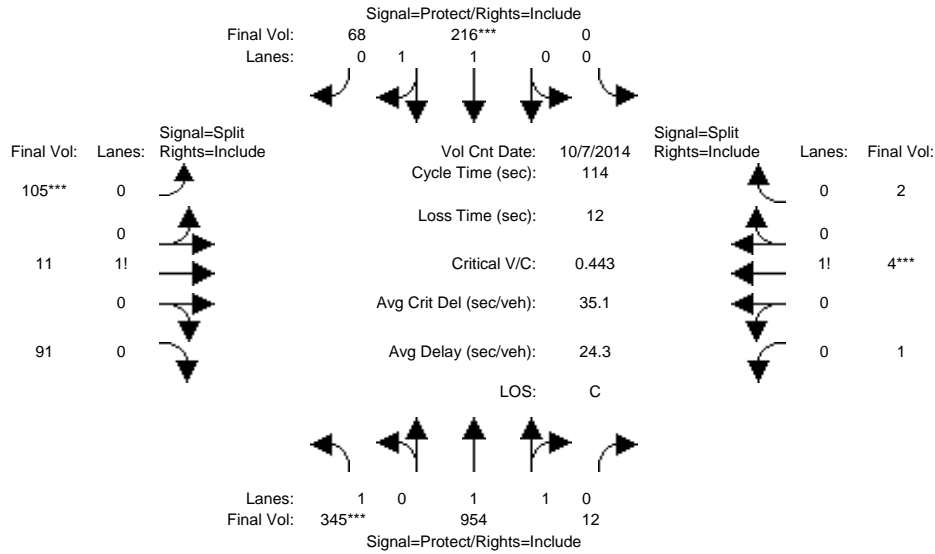 Signal=Protect/Rights=Include
Final Vol: 68 216*** 0
Lanes: 0 1 1 0 0
Signal=Split
Final Vol: Lanes: Rights=Include
Vol Cnt Date: 10/7/2014
Signal=Split
Rights=Include Lanes: Final Vol:
Cycle Time (sec): 114
105*** 0
0 2
Loss Time (sec): 12
0
0
11 1!
Critical V/C: 0.443
1! 4***
0
Avg Crit Del (sec/veh): 35.1
0
91 0
Avg Delay (sec/veh): 24.3
0 1
LOS: C
Lanes: 1 0 1 1 0
Final Vol: 345*** 954 12
Signal=Protect/Rights=Include